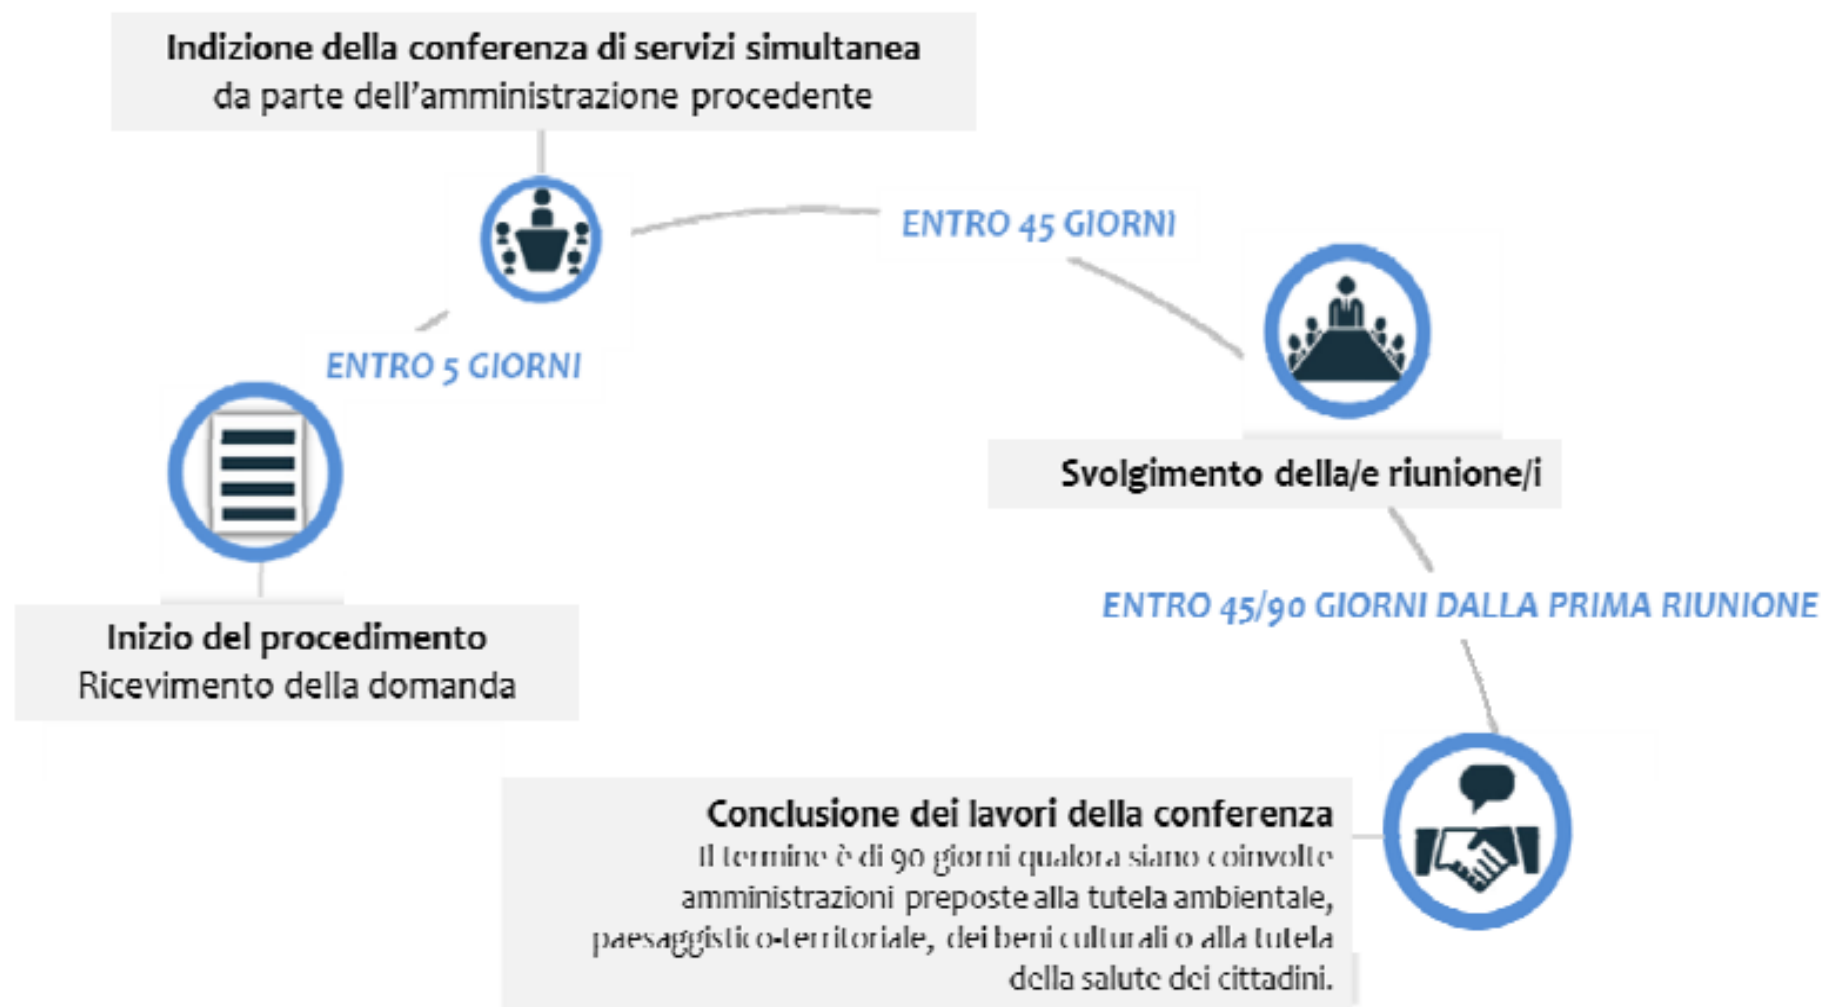 Indizione della conferenza di servizi simultanea
da parte dell'amministrazione procedente
ENTRO 45 GIORNI
ENTRO 5 GIORNI
Svolgimento della/e riunione/i
ENTRO 45/90 GIORNI DALLA PRIMA RIUNIONE
Inizio del procedimento
Ricevimento della domanda
Conclusione dei lavori della conferenza
Il termine è di 90 giorni qualora siano coinvolte
amministrazioni preposte alla tutela ambientale,
paesaggistico-territoriale, dei beni culturali o alla tutela
della salute dei cittadini.